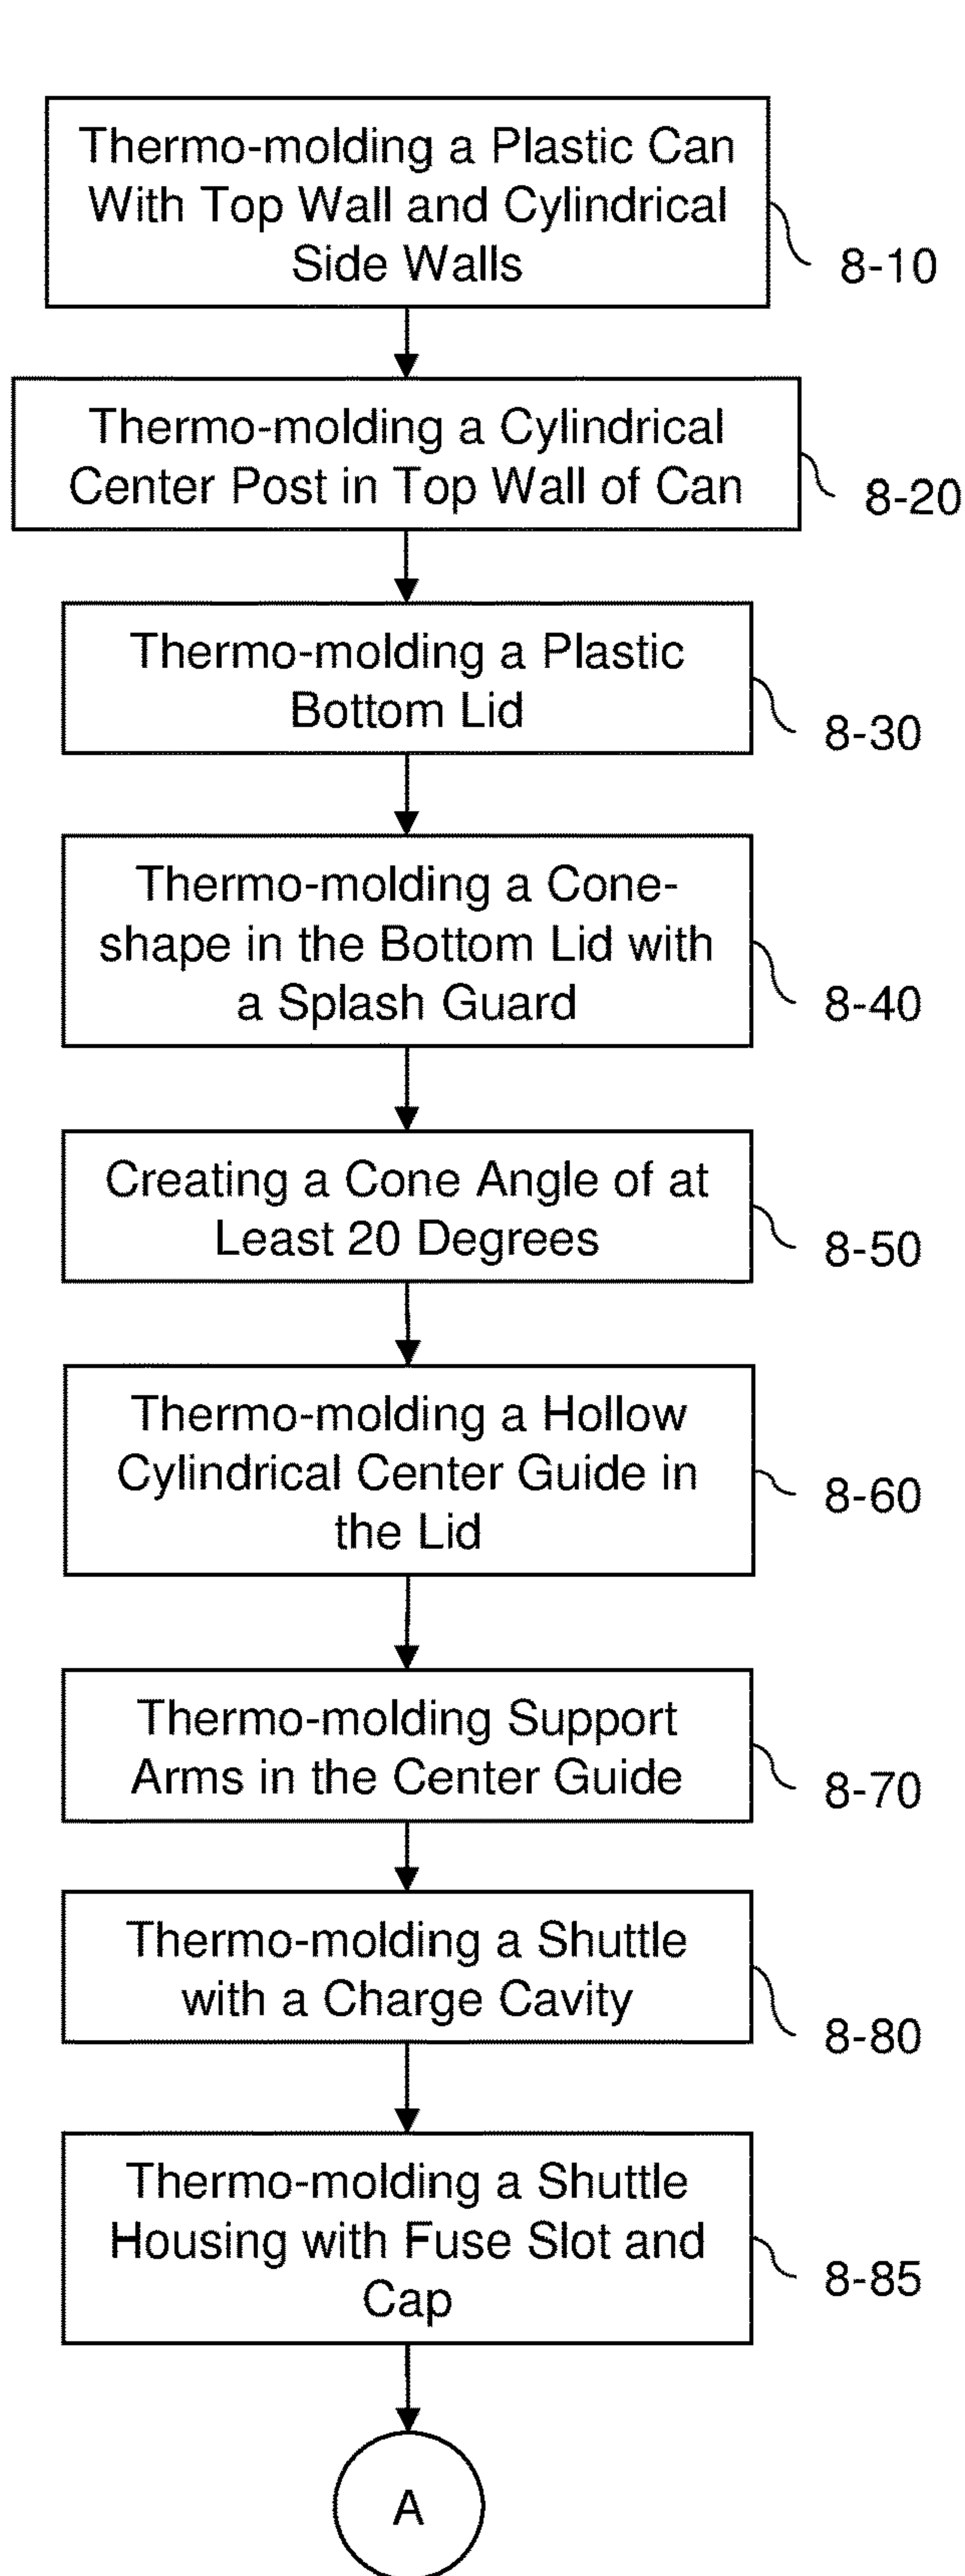 Thermo-molding a Plastic Can
With Top Wall and Cylindrical
Side Walls
8-10
Thermo-molding a Cylindrical
Center Post in Top Wall of Can
8-20
Thermo-molding a Plastic
Bottom Lid
8-30
Thermo-molding a Cone-
shape in the Bottom Lid with
a Splash Guard
8-40
Creating a Cone Angle of at
Least 20 Degrees
8-50
Thermo-molding a Hollow
Cylindrical Center Guide in
the Lid
8-60
Thermo-molding Support
Arms in the Center Guide
8-70
Thermo-molding a Shuttle
with a Charge Cavity
8-80
Thermo-molding a Shuttle
Housing with Fuse Slot and
Cap
8-85
A